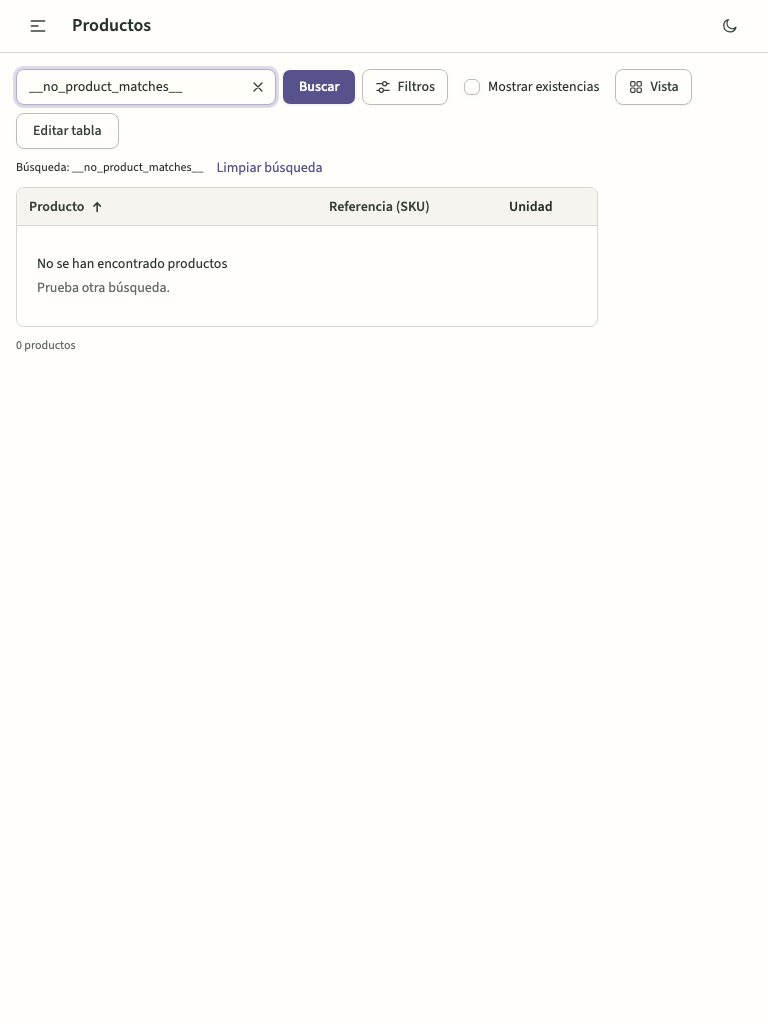 Productos
__no_product_matches__
Buscar
Filtros
Mostrar existencias
Vista
Editar tabla
Búsqueda: __no_product_matches__ Limpiar búsqueda
Producto Referencia (SKU) Unidad
No se han encontrado productos
Prueba otra búsqueda.
0 productos